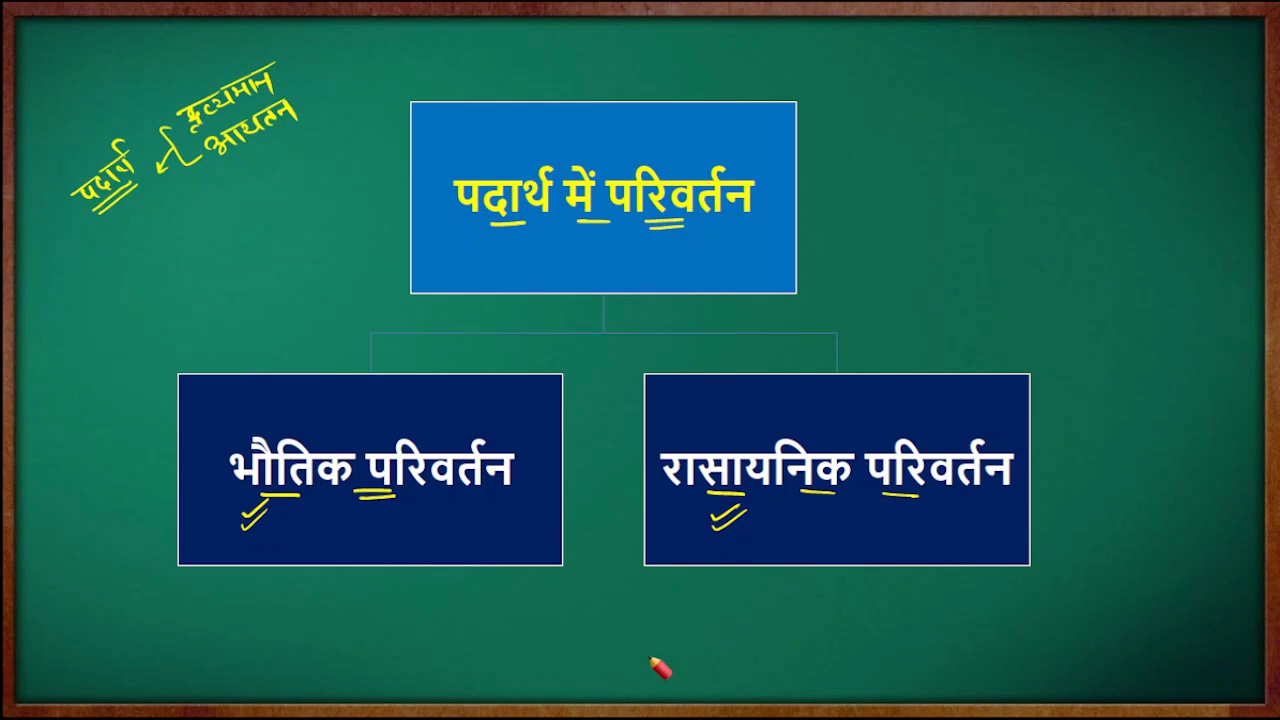 पदार्थ
द्रव्यमान
आयतन
पदार्थ में परिवर्तन
भौतिक परिवर्तन
रासायनिक परिवर्तन